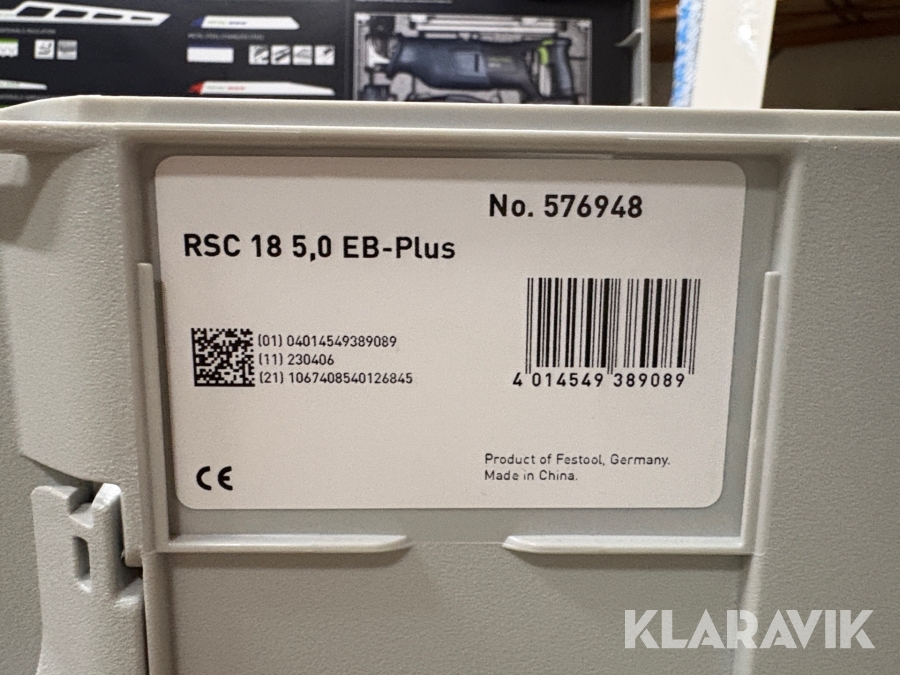 No. 576948
RSC 18 5,0 EB-Plus
(01) 04014549389089
(11) 230406
(21) 1067408540126845
4 014549 389089
CE
Product of Festool, Germany.
Made in China.
KLARAVIK